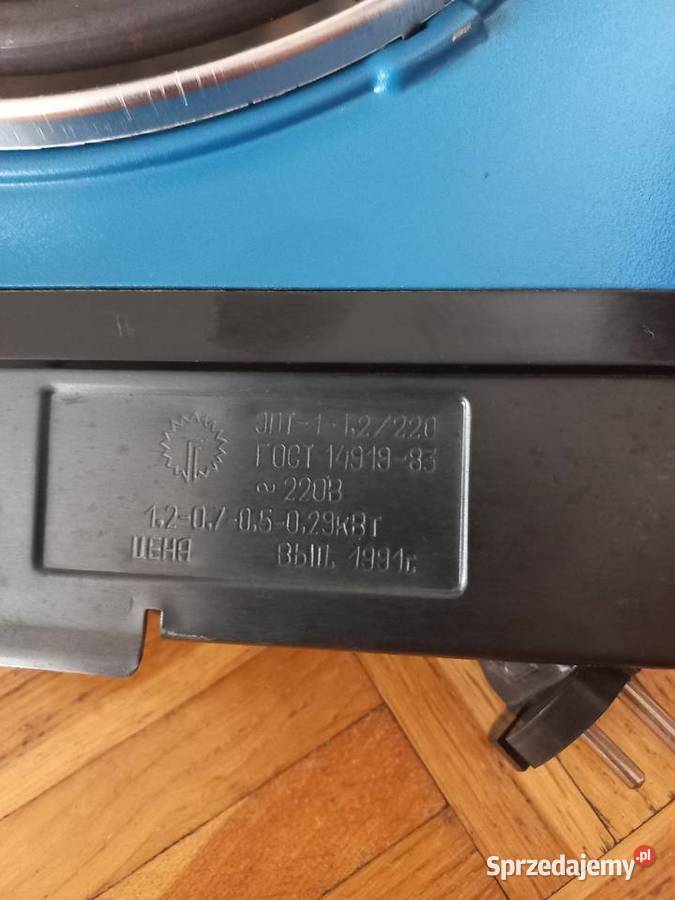 ЭПТ-1-1.2/220
ГОСТ 14919-83
~ 220В
1.2-0.7-0.5-0.29кВт
ЦЕНА ВЫП. 1991г.
Sprzedajemy.pl